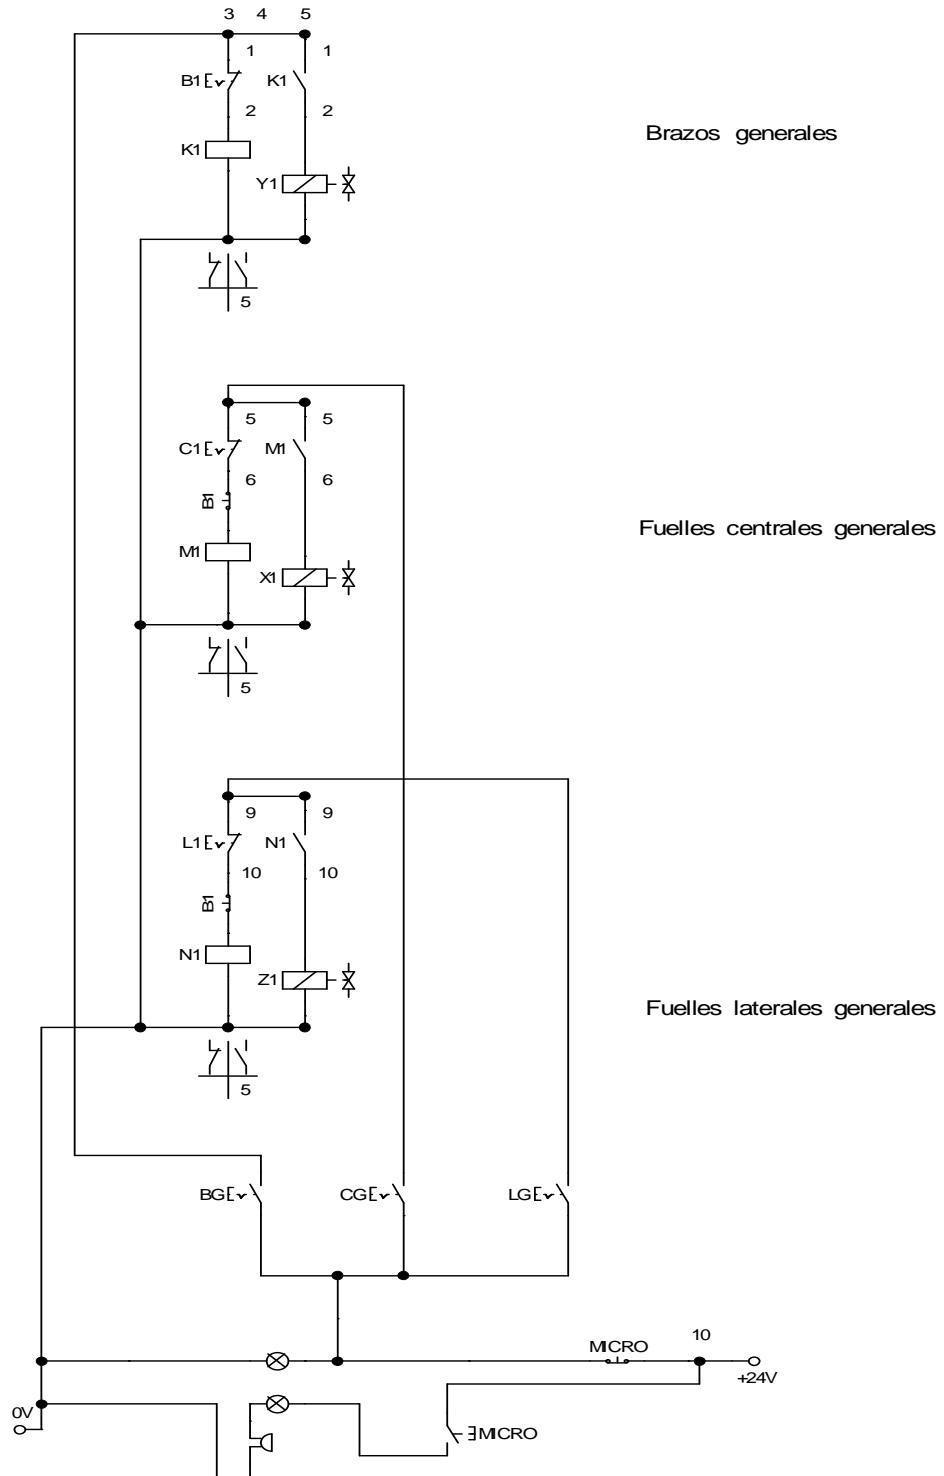 3 4 5
1 1
B1 K1
2 2
Brazos generales
K1
Y1
5
5 5
C1 M1
6 6
B1
Fuelles centrales generales
M1
X1
5
9 9
L1 N1
10 10
B1
N1
Z1
Fuelles laterales generales
5
BG CG LG
10
MICRO
+24V
0V
MICRO